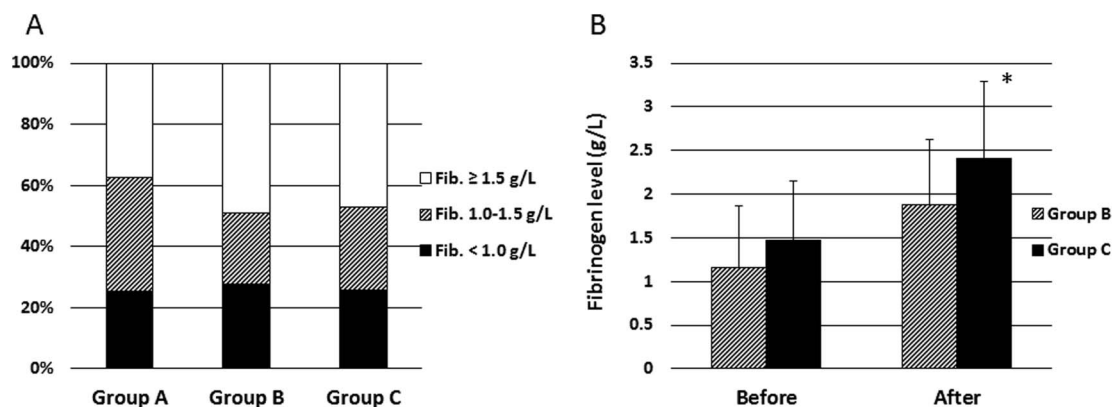 A
100%
80%
60%
40%
20%
0%
Group A Group B Group C
Fib. ≥ 1.5 g/L
Fib. 1.0-1.5 g/L
Fib. < 1.0 g/L
B
Fibrinogen level (g/L)
3.5
3
2.5
2
1.5
1
0.5
0
*
Before After
Group B
Group C